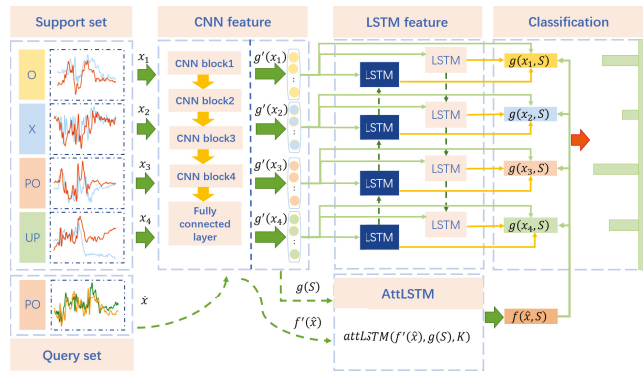 Support set
CNN feature
LSTM feature
Classification
O
X
PO
UP
PO
Query set
x₁
x₂
x₃
x₄
x̂
CNN block1
CNN block2
CNN block3
CNN block4
Fully
connected
layer
g′(x₁)
g′(x₂)
g′(x₃)
g′(x₄)
LSTM
LSTM
LSTM
LSTM
LSTM
LSTM
LSTM
LSTM
g(x₁, S)
g(x₂, S)
g(x₃, S)
g(x₄, S)
g(S)
f′(x̂)
AttLSTM
attLSTM(f′(x̂), g(S), K)
f(x̂, S)